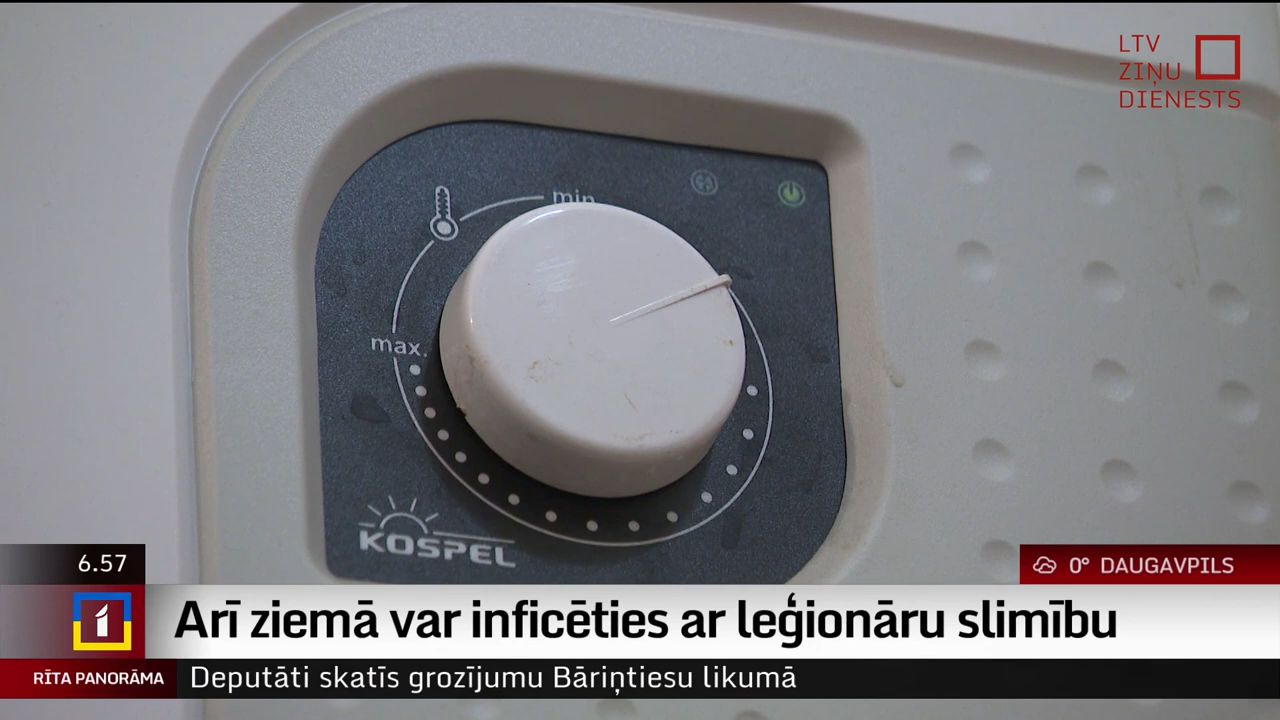 LTV
ZIŅU
DIENESTS
min
max.
KOSPEL
6.57
0° DAUGAVPILS
1
Arī ziemā var inficēties ar leģionāru slimību
RĪTA PANORĀMA
Deputāti skatīs grozījumu Bāriņtiesu likumā